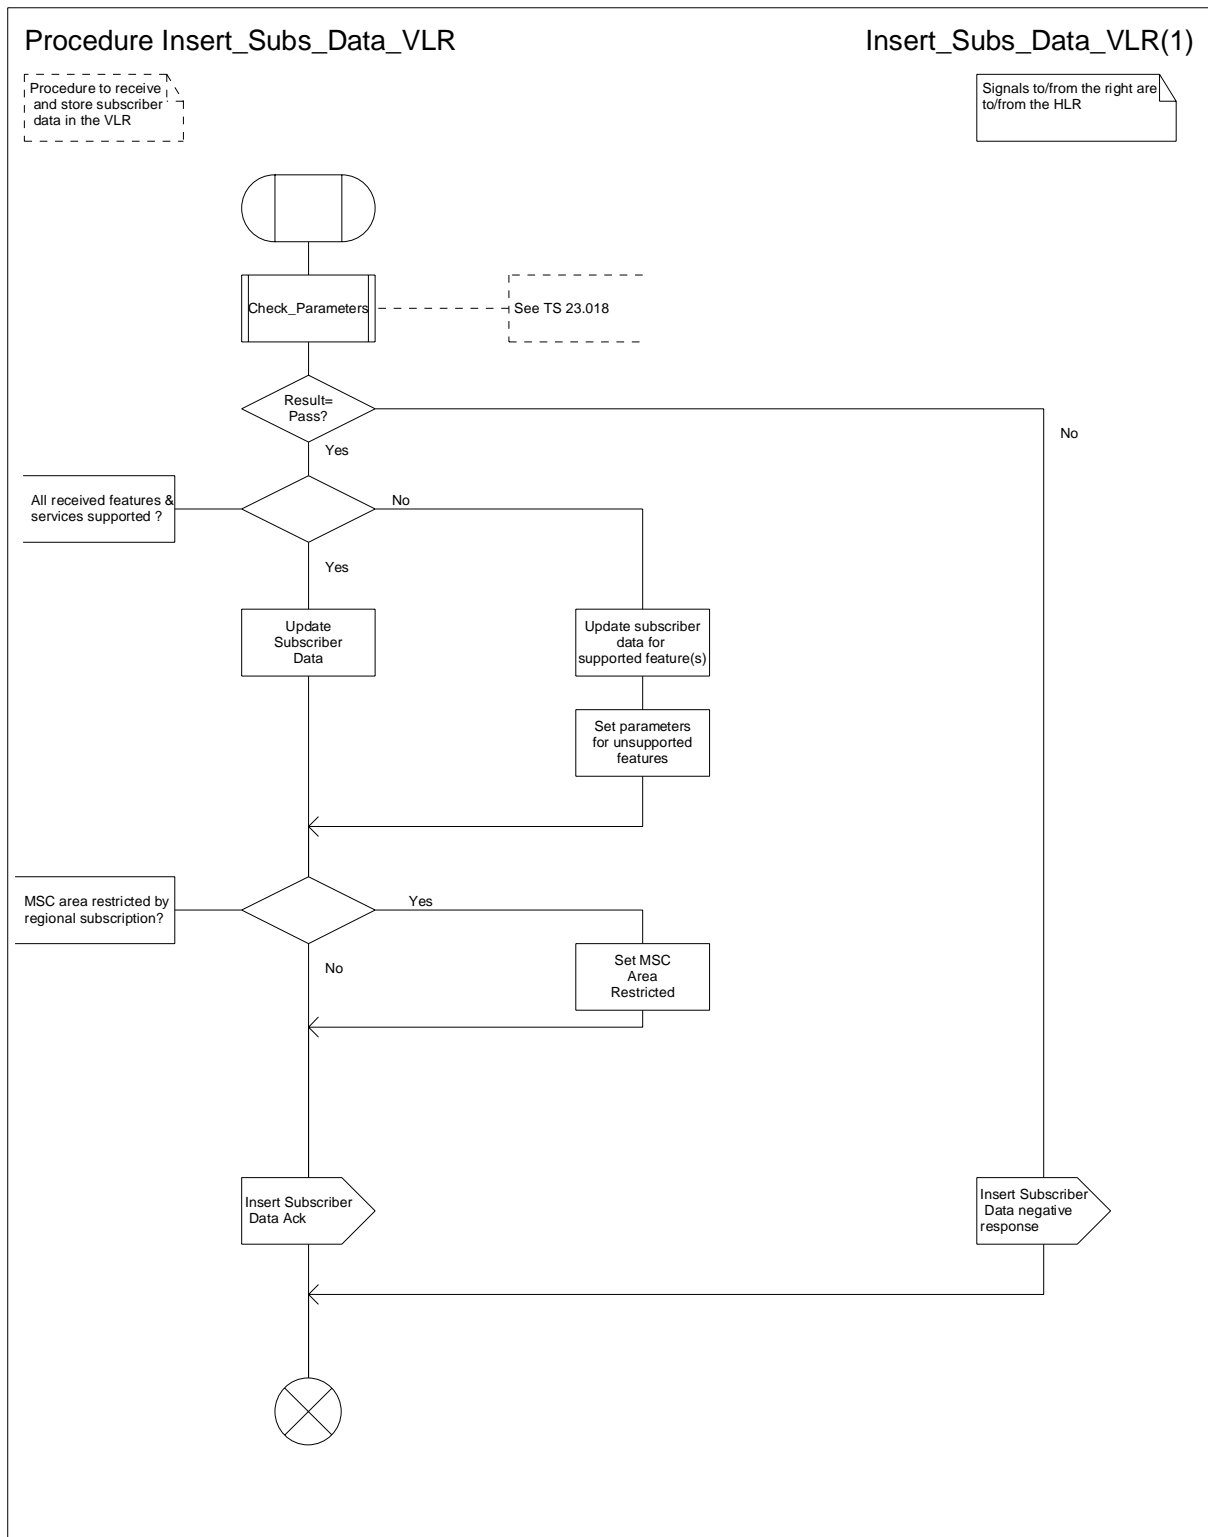 Procedure Insert_Subs_Data_VLR
Insert_Subs_Data_VLR(1)
Procedure to receive
and store subscriber
data in the VLR
Signals to/from the right are
to/from the HLR
Check_Parameters
See TS 23.018
Result=
Pass?
No
Yes
All received features &
services supported ?
No
Yes
Update
Subscriber
Data
Update subscriber
data for
supported feature(s)
Set parameters
for unsupported
features
MSC area restricted by
regional subscription?
Yes
No
Set MSC
Area
Restricted
Insert Subscriber
Data Ack
Insert Subscriber
Data negative
response